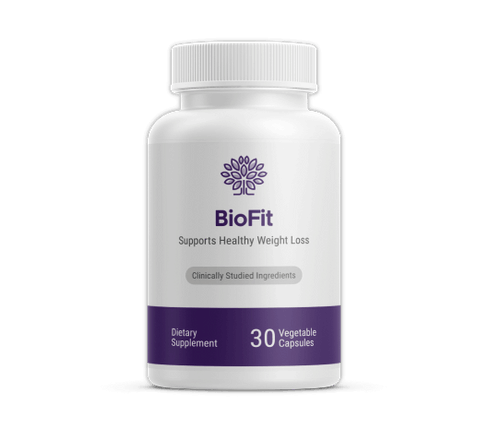 BioFit
Supports Healthy Weight Loss
Clinically Studied Ingredients
Dietary
Supplement
30 Vegetable
Capsules